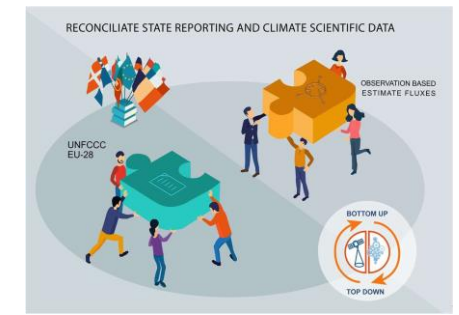 RECONCILIATE STATE REPORTING AND CLIMATE SCIENTIFIC DATA
OBSERVATION BASED
ESTIMATE FLUXES
UNFCCC
EU-28
BOTTOM UP
TOP DOWN